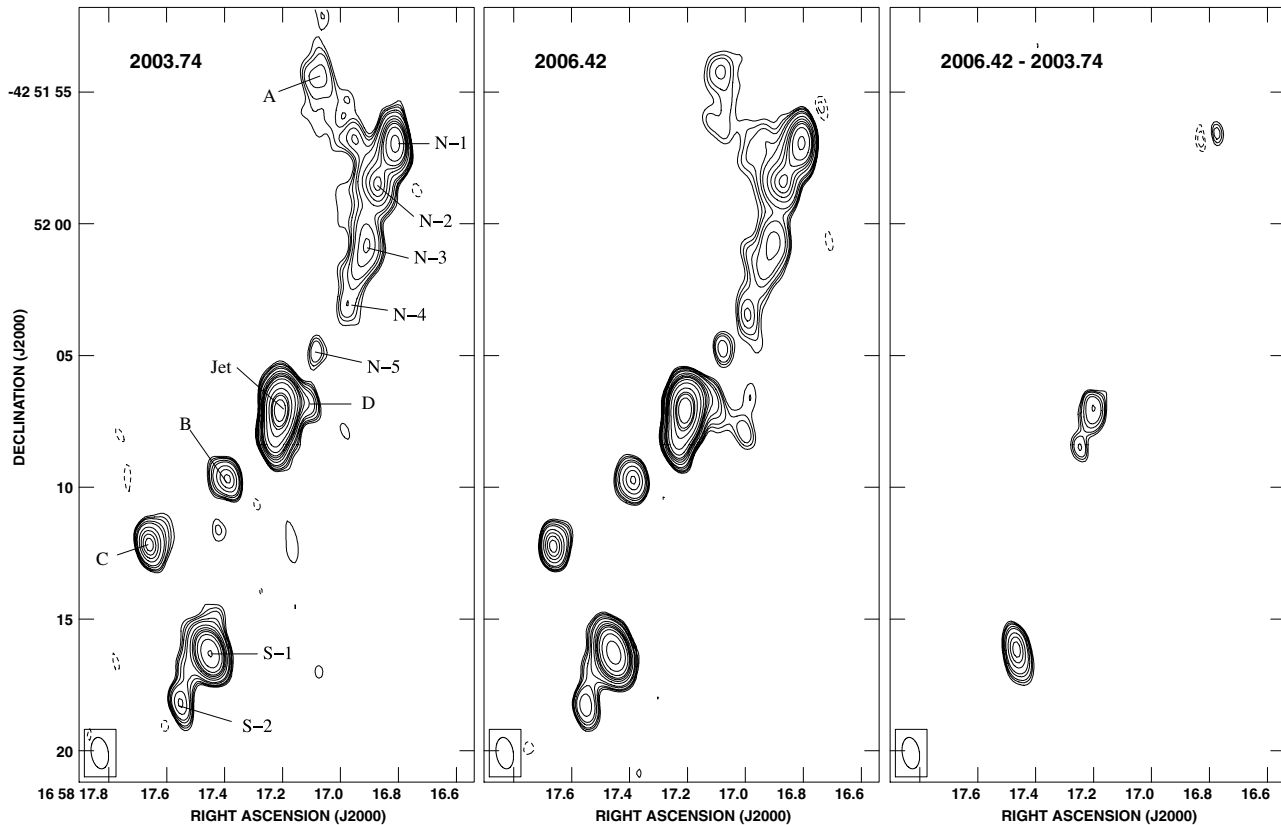 2003.74
2006.42
2006.42 - 2003.74
A
N-1
N-2
N-3
N-4
N-5
Jet
D
B
C
S-1
S-2
-42 51 55
52 00
05
10
15
20
DECLINATION (J2000)
16 58 17.8 17.6 17.4 17.2 17.0 16.8 16.6
17.6 17.4 17.2 17.0 16.8 16.6
17.6 17.4 17.2 17.0 16.8 16.6
RIGHT ASCENSION (J2000)
RIGHT ASCENSION (J2000)
RIGHT ASCENSION (J2000)